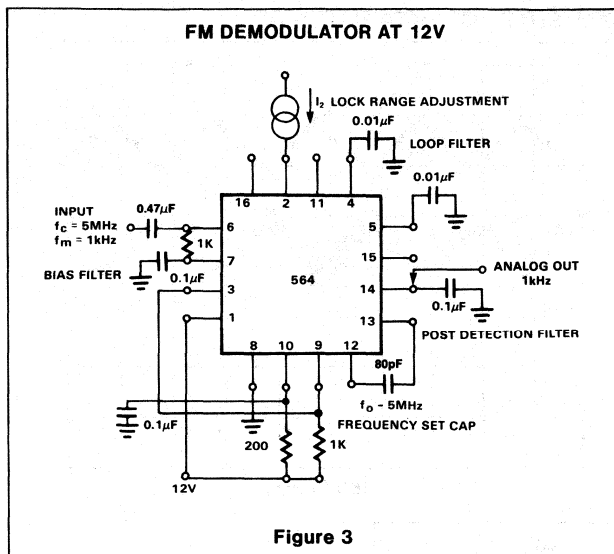 FM DEMODULATOR AT 12V
I₂ LOCK RANGE ADJUSTMENT
0.01μF
LOOP FILTER
0.01μF
16
2
11
4
INPUT
fc = 5MHz
fm = 1kHz
0.47μF
6
1K
7
BIAS FILTER
0.1μF
3
1
564
5
15
14
13
ANALOG OUT
1kHz
0.1μF
POST DETECTION FILTER
8
10
9
12
80pF
fo - 5MHz
FREQUENCY SET CAP
0.1μF
200
1K
12V
Figure 3